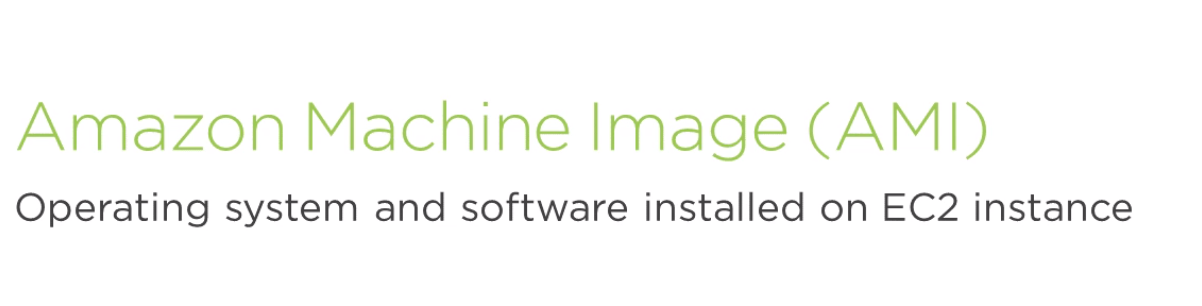 Amazon Machine Image (AMI)
Operating system and software installed on EC2 instance